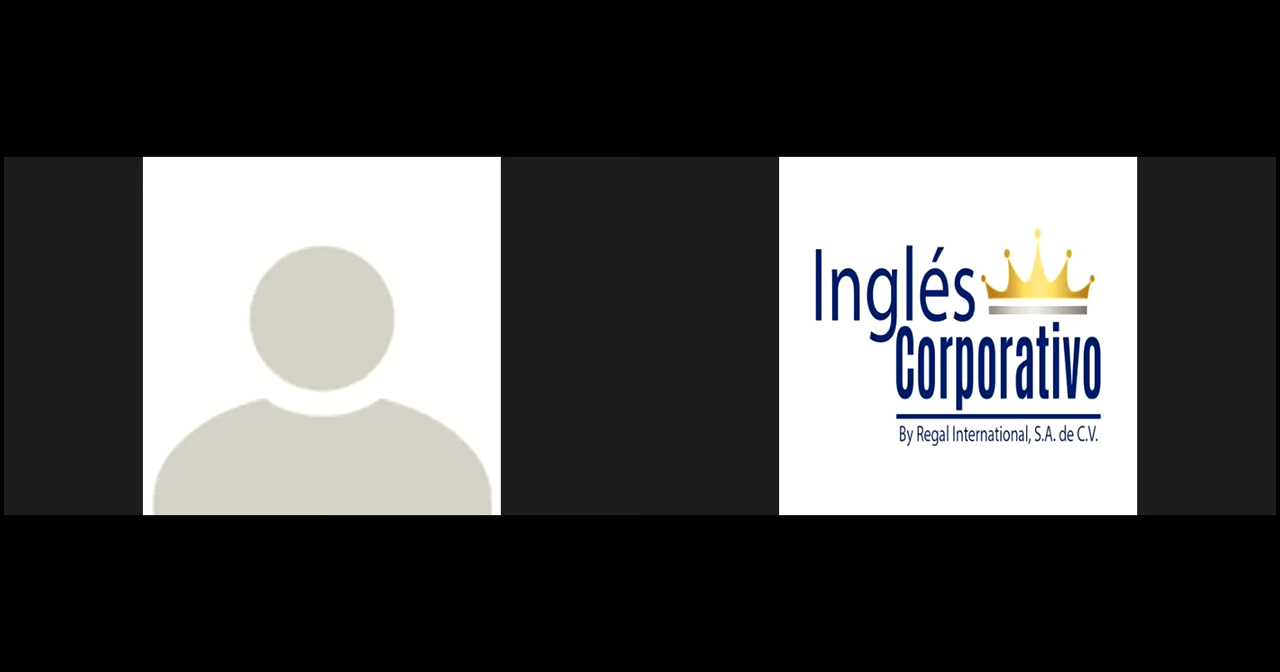 Inglés
Corporativo
By Regal International, S.A. de C.V.